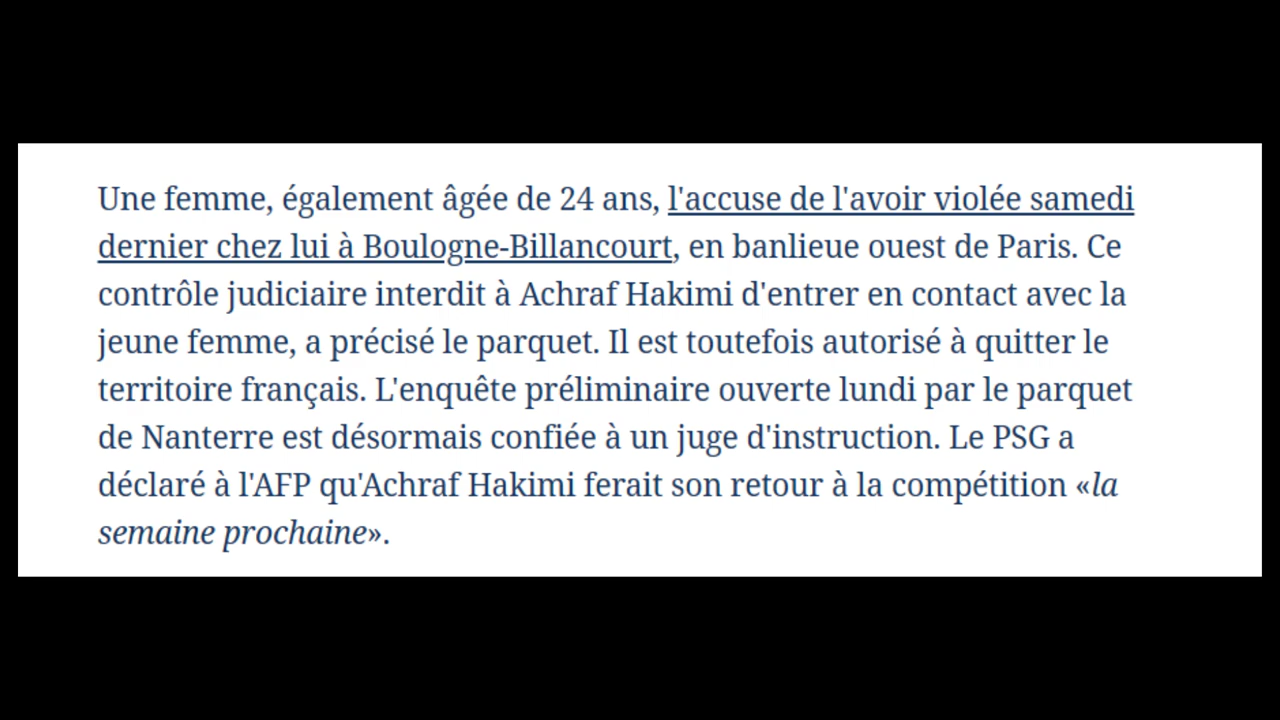 Une femme, également âgée de 24 ans, l'accuse de l'avoir violée samedi
dernier chez lui à Boulogne-Billancourt, en banlieue ouest de Paris. Ce
contrôle judiciaire interdit à Achraf Hakimi d'entrer en contact avec la
jeune femme, a précisé le parquet. Il est toutefois autorisé à quitter le
territoire français. L'enquête préliminaire ouverte lundi par le parquet
de Nanterre est désormais confiée à un juge d'instruction. Le PSG a
déclaré à l'AFP qu'Achraf Hakimi ferait son retour à la compétition «la
semaine prochaine».